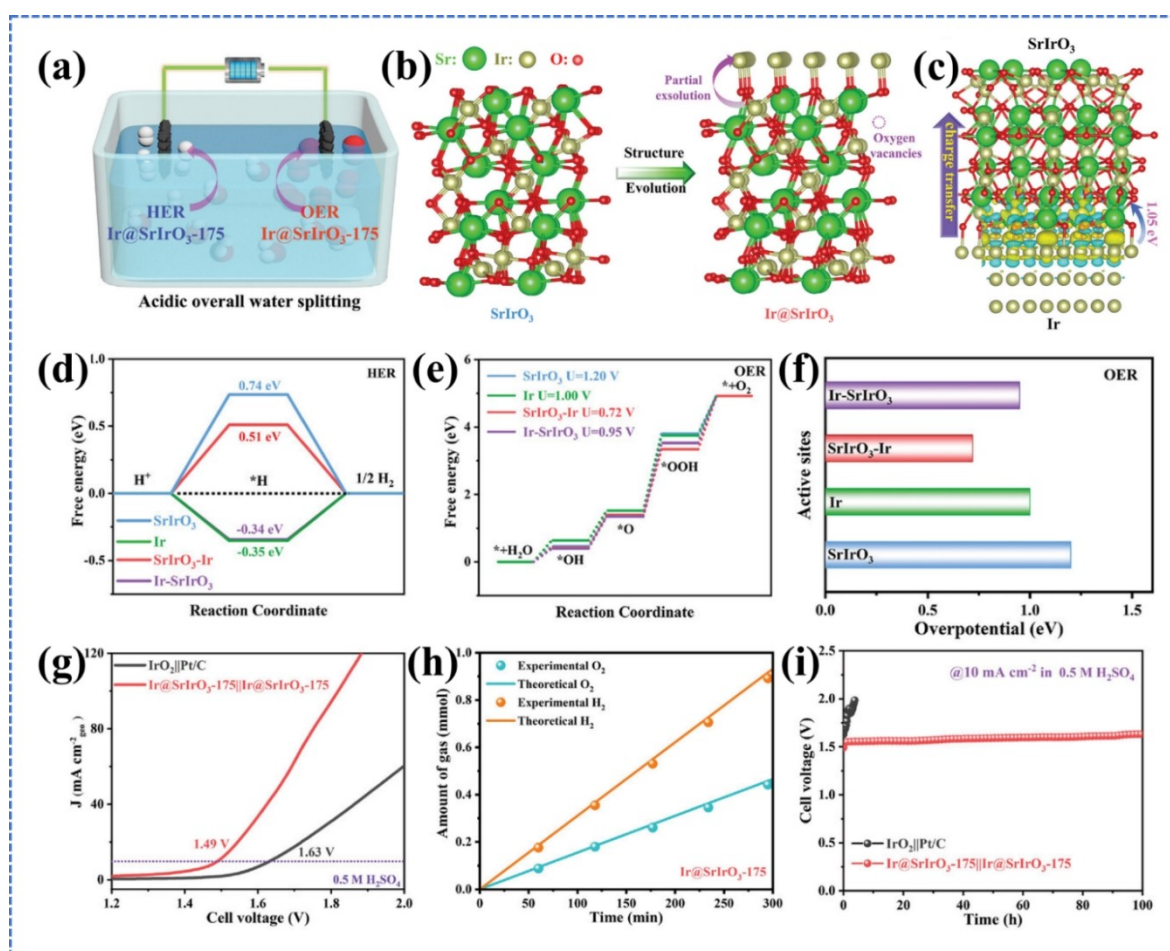 (a)
HER
Ir@SrIrO₃-175
OER
Ir@SrIrO₃-175
Acidic overall water splitting
(b)
Sr: Ir: O:
Partial
exsolution
Oxygen
vacancies
Structure
Evolution
SrIrO₃
Ir@SrIrO₃
(c)
SrIrO₃
charge transfer
1.05 eV
Ir
(d)
HER
Free energy (eV)
1.0
0.5
0.0
-0.5
0.74 eV
0.51 eV
H⁺
*H
1/2 H₂
-0.34 eV
-0.35 eV
SrIrO₃
Ir
SrIrO₃-Ir
Ir-SrIrO₃
Reaction Coordinate
(e)
OER
Free energy (eV)
6
4
2
0
SrIrO₃ U=1.20 V
Ir U=1.00 V
SrIrO₃-Ir U=0.72 V
Ir-SrIrO₃ U=0.95 V
*+O₂
*OOH
*O
*OH
*+H₂O
Reaction Coordinate
(f)
OER
Active sites
Ir-SrIrO₃
SrIrO₃-Ir
Ir
SrIrO₃
0.0 0.5 1.0 1.5
Overpotential (eV)
(g)
J (mA cm⁻²geo)
120
80
40
0
IrO₂||Pt/C
Ir@SrIrO₃-175||Ir@SrIrO₃-175
1.49 V
1.63 V
0.5 M H₂SO₄
1.2 1.4 1.6 1.8 2.0
Cell voltage (V)
(h)
Amount of gas (mmol)
1.0
0.8
0.6
0.4
0.2
0.0
Experimental O₂
Theoretical O₂
Experimental H₂
Theoretical H₂
Ir@SrIrO₃-175
0 100 200 300
Time (min)
(i)
Cell voltage (V)
2.5
2.0
1.5
1.0
0.5
0.0
@10 mA cm⁻² in 0.5 M H₂SO₄
IrO₂||Pt/C
Ir@SrIrO₃-175||Ir@SrIrO₃-175
0 20 40 60 80 100
Time (h)